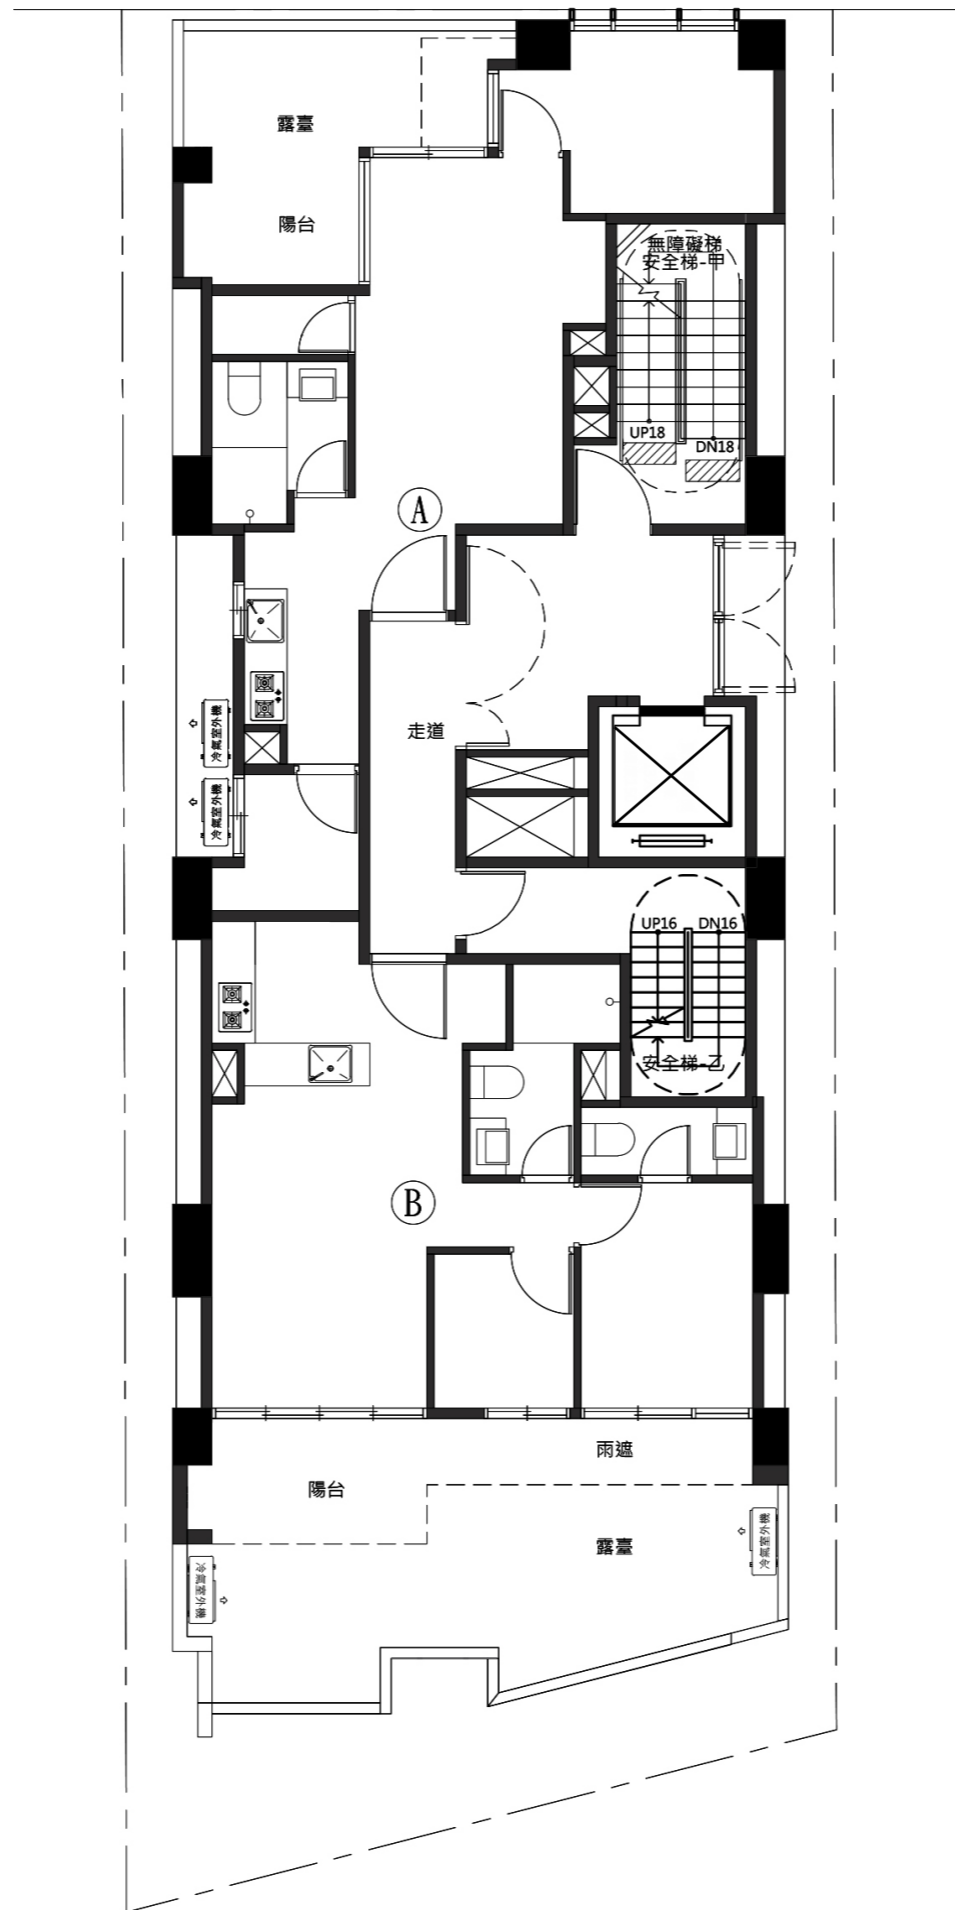 露臺
陽台
無障礙梯
安全梯-甲
UP18
DN18
A
走道
冷氣室外機
冷氣室外機
UP16 DN16
安全梯-乙
B
雨遮
陽台
露臺
冷氣室外機
冷氣室外機